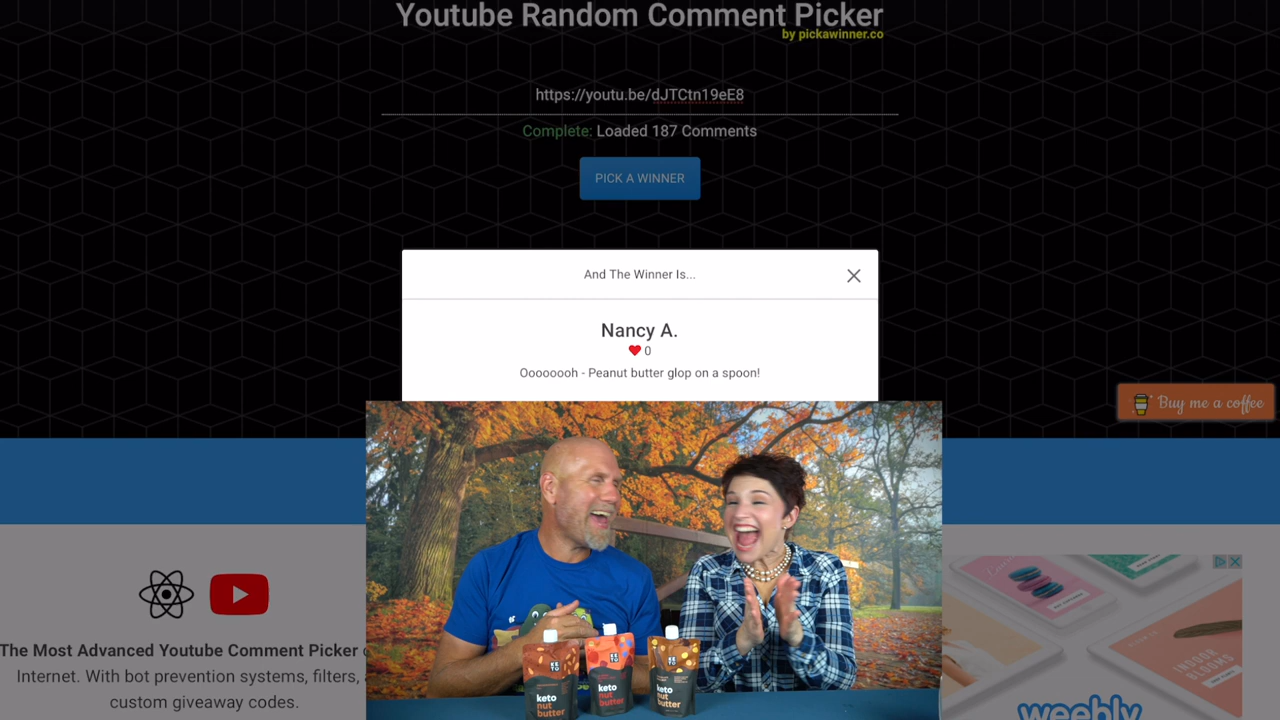 Youtube Random Comment Picker
by pickawinner.co
https://youtu.be/dJTCtn19eE8
Complete: Loaded 187 Comments
PICK A WINNER
And The Winner Is...
Nancy A.
0
Oooooooh - Peanut butter glop on a spoon!
Buy me a coffee
The Most Advanced Youtube Comment Picker
Internet. With bot prevention systems, filters,
custom giveaway codes.
keto
nut
butter
keto
nut
butter
keto
nut
butter
INDOOR
BLOOMS
weebly